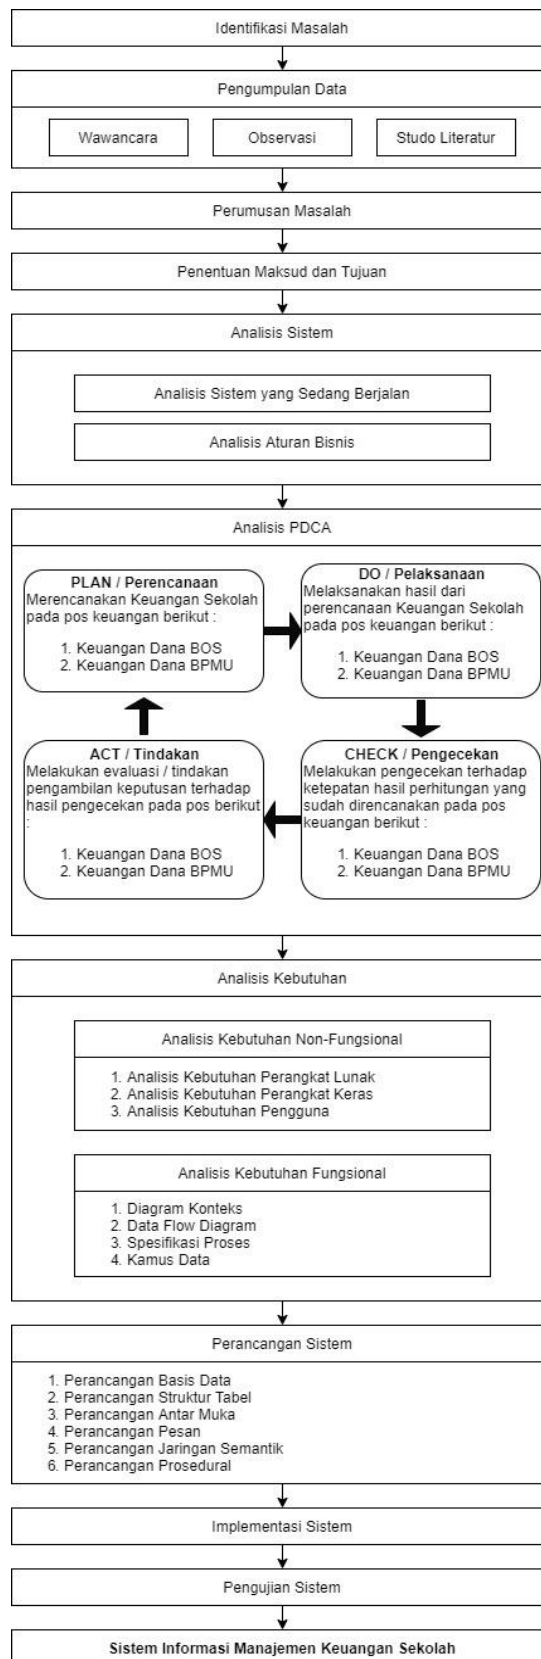 Identifikasi Masalah
Pengumpulan Data
Wawancara
Observasi
Studo Literatur
Perumusan Masalah
Penentuan Maksud dan Tujuan
Analisis Sistem
Analisis Sistem yang Sedang Berjalan
Analisis Aturan Bisnis
Analisis PDCA
PLAN / Perencanaan
Merencanakan Keuangan Sekolah
pada pos keuangan berikut :
1. Keuangan Dana BOS
2. Keuangan Dana BPMU
DO / Pelaksanaan
Melaksanakan hasil dari
perencanaan Keuangan Sekolah
pada pos keuangan berikut :
1. Keuangan Dana BOS
2. Keuangan Dana BPMU
ACT / Tindakan
Melakukan evaluasi / tindakan
pengambilan keputusan terhadap
hasil pengecekan pada pos berikut
:
1. Keuangan Dana BOS
2. Keuangan Dana BPMU
CHECK / Pengecekan
Melakukan pengecekan terhadap
ketepatan hasil perhitungan yang
sudah direncanakan pada pos
keuangan berikut :
1. Keuangan Dana BOS
2. Keuangan Dana BPMU
Analisis Kebutuhan
Analisis Kebutuhan Non-Fungsional
1. Analisis Kebutuhan Perangkat Lunak
2. Analisis Kebutuhan Perangkat Keras
3. Analisis Kebutuhan Pengguna
Analisis Kebutuhan Fungsional
1. Diagram Konteks
2. Data Flow Diagram
3. Spesifikasi Proses
4. Kamus Data
Perancangan Sistem
1. Perancangan Basis Data
2. Perancangan Struktur Tabel
3. Perancangan Antar Muka
4. Perancangan Pesan
5. Perancangan Jaringan Semantik
6. Perancangan Prosedural
Implementasi Sistem
Pengujian Sistem
Sistem Informasi Manajemen Keuangan Sekolah